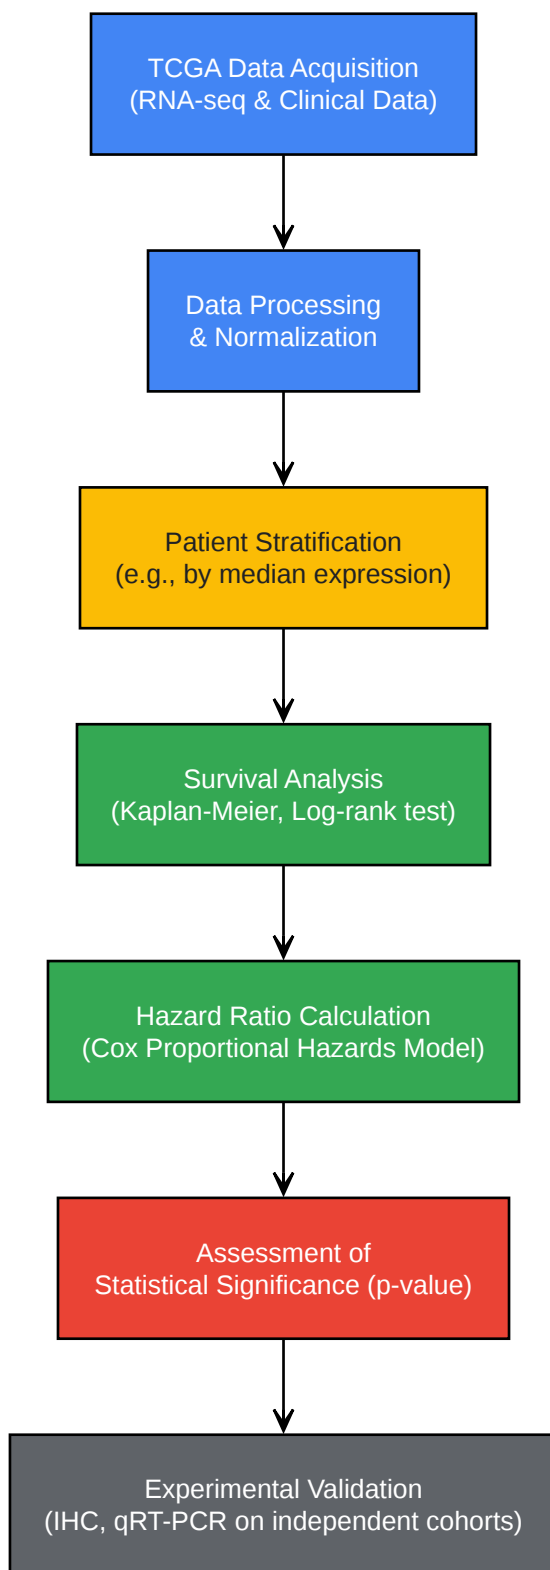 TCGA Data Acquisition
(RNA-seq & Clinical Data)
Data Processing
& Normalization
Patient Stratification
(e.g., by median expression)
Survival Analysis
(Kaplan-Meier, Log-rank test)
Hazard Ratio Calculation
(Cox Proportional Hazards Model)
Assessment of
Statistical Significance (p-value)
Experimental Validation
(IHC, qRT-PCR on independent cohorts)